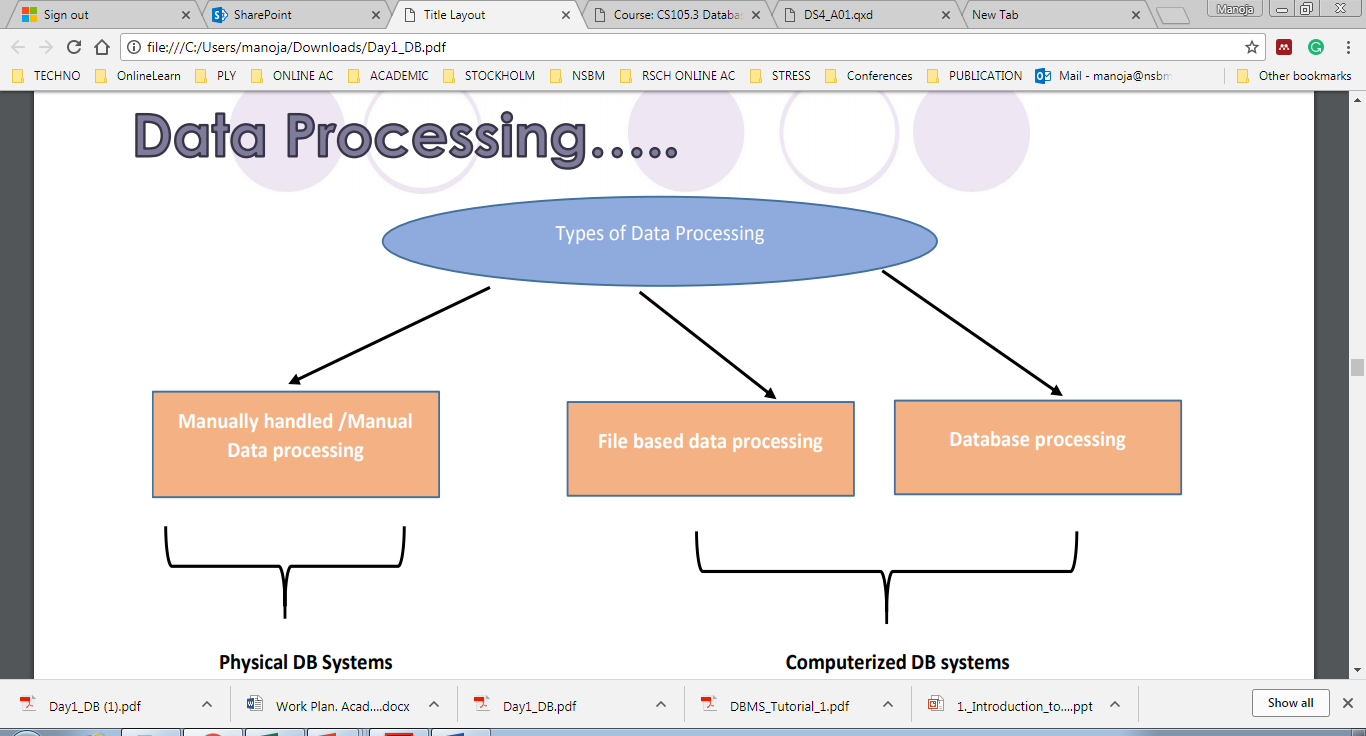 Sign out
SharePoint
Title Layout
Course: CS105.3 Databa
DS4_A01.qxd
New Tab
Manoja
file:///C:/Users/manoja/Downloads/Day1_DB.pdf
TECHNO
OnlineLearn
PLY
ONLINE AC
ACADEMIC
STOCKHOLM
NSBM
RSCH ONLINE AC
STRESS
Conferences
PUBLICATION
Mail - manoja@nsbm
Other bookmarks
Data Processing.....
Types of Data Processing
Manually handled /Manual
Data processing
File based data processing
Database processing
Physical DB Systems
Computerized DB systems
Day1_DB (1).pdf
Work Plan. Acad....docx
Day1_DB.pdf
DBMS_Tutorial_1.pdf
1._Introduction_to....ppt
Show all